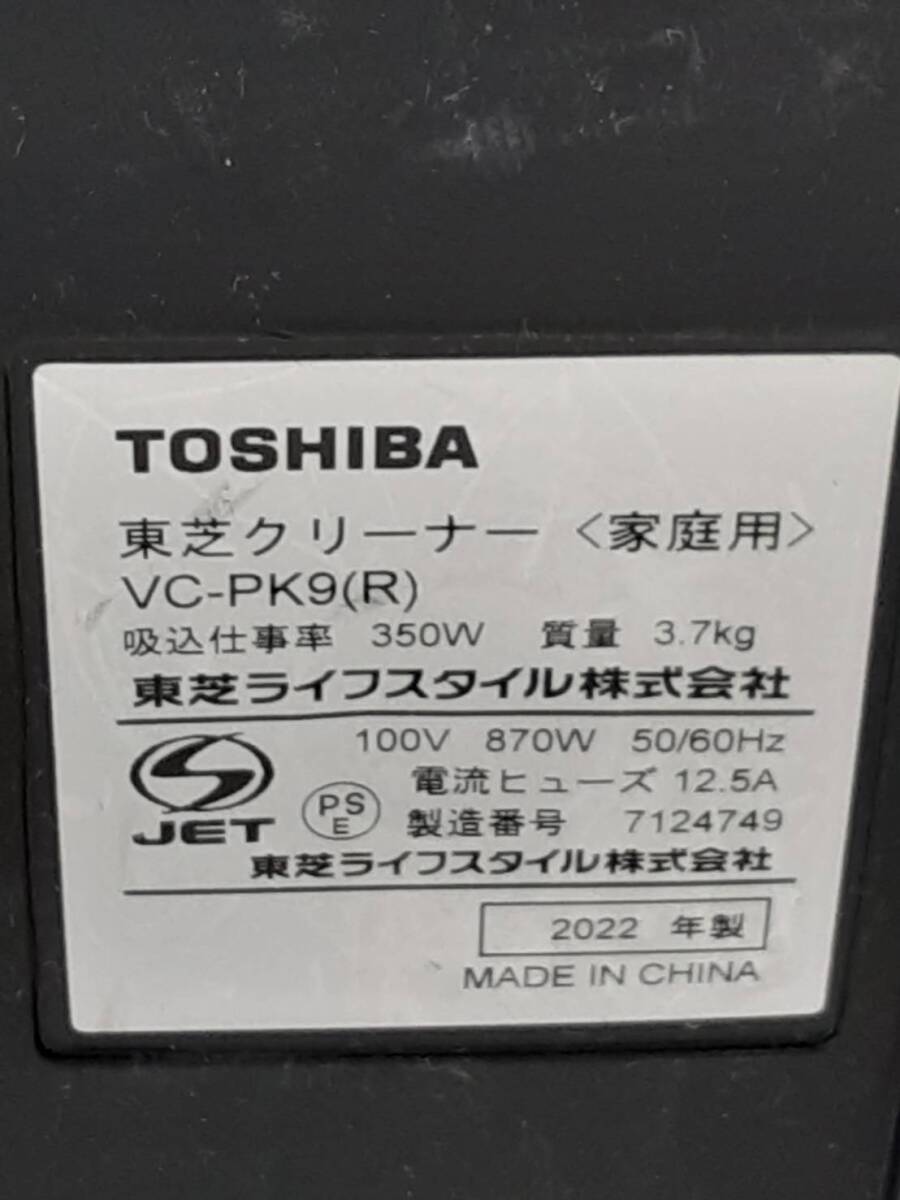 TOSHIBA
東芝クリーナー〈家庭用〉
VC-PK9(R)
吸込仕事率 350W 質量 3.7kg
東芝ライフスタイル株式会社
100V 870W 50/60Hz
電流ヒューズ 12.5A
JET
PS
E
製造番号 7124749
東芝ライフスタイル株式会社
2022 年製
MADE IN CHINA